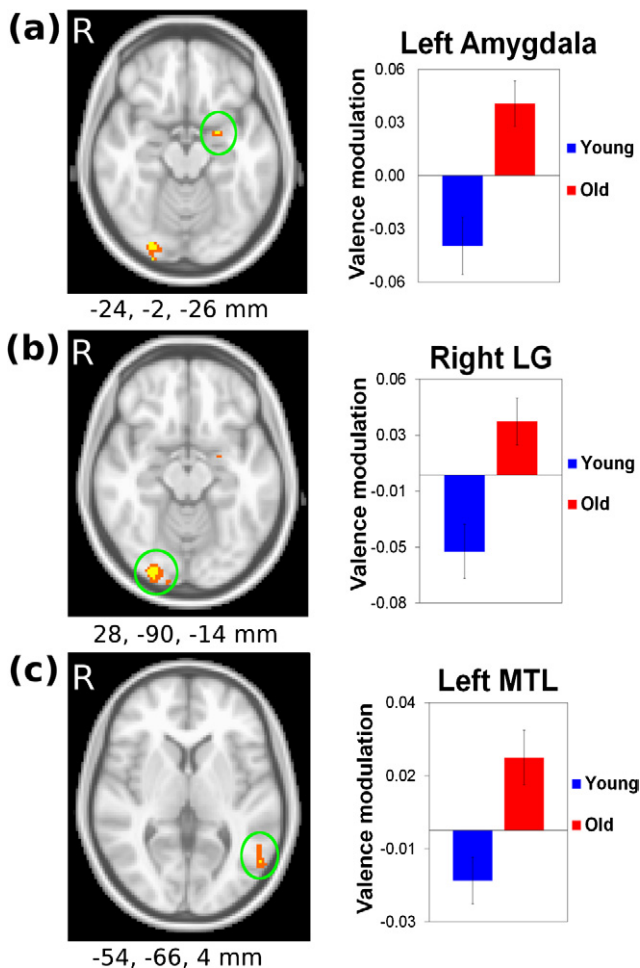 (a)
R
-24, -2, -26 mm
Left Amygdala
Valence modulation
0.06
0.03
0.00
-0.03
-0.06
Young
Old
(b)
R
28, -90, -14 mm
Right LG
Valence modulation
0.06
0.03
-0.01
-0.05
-0.08
Young
Old
(c)
R
-54, -66, 4 mm
Left MTL
Valence modulation
0.04
0.02
-0.01
-0.03
Young
Old